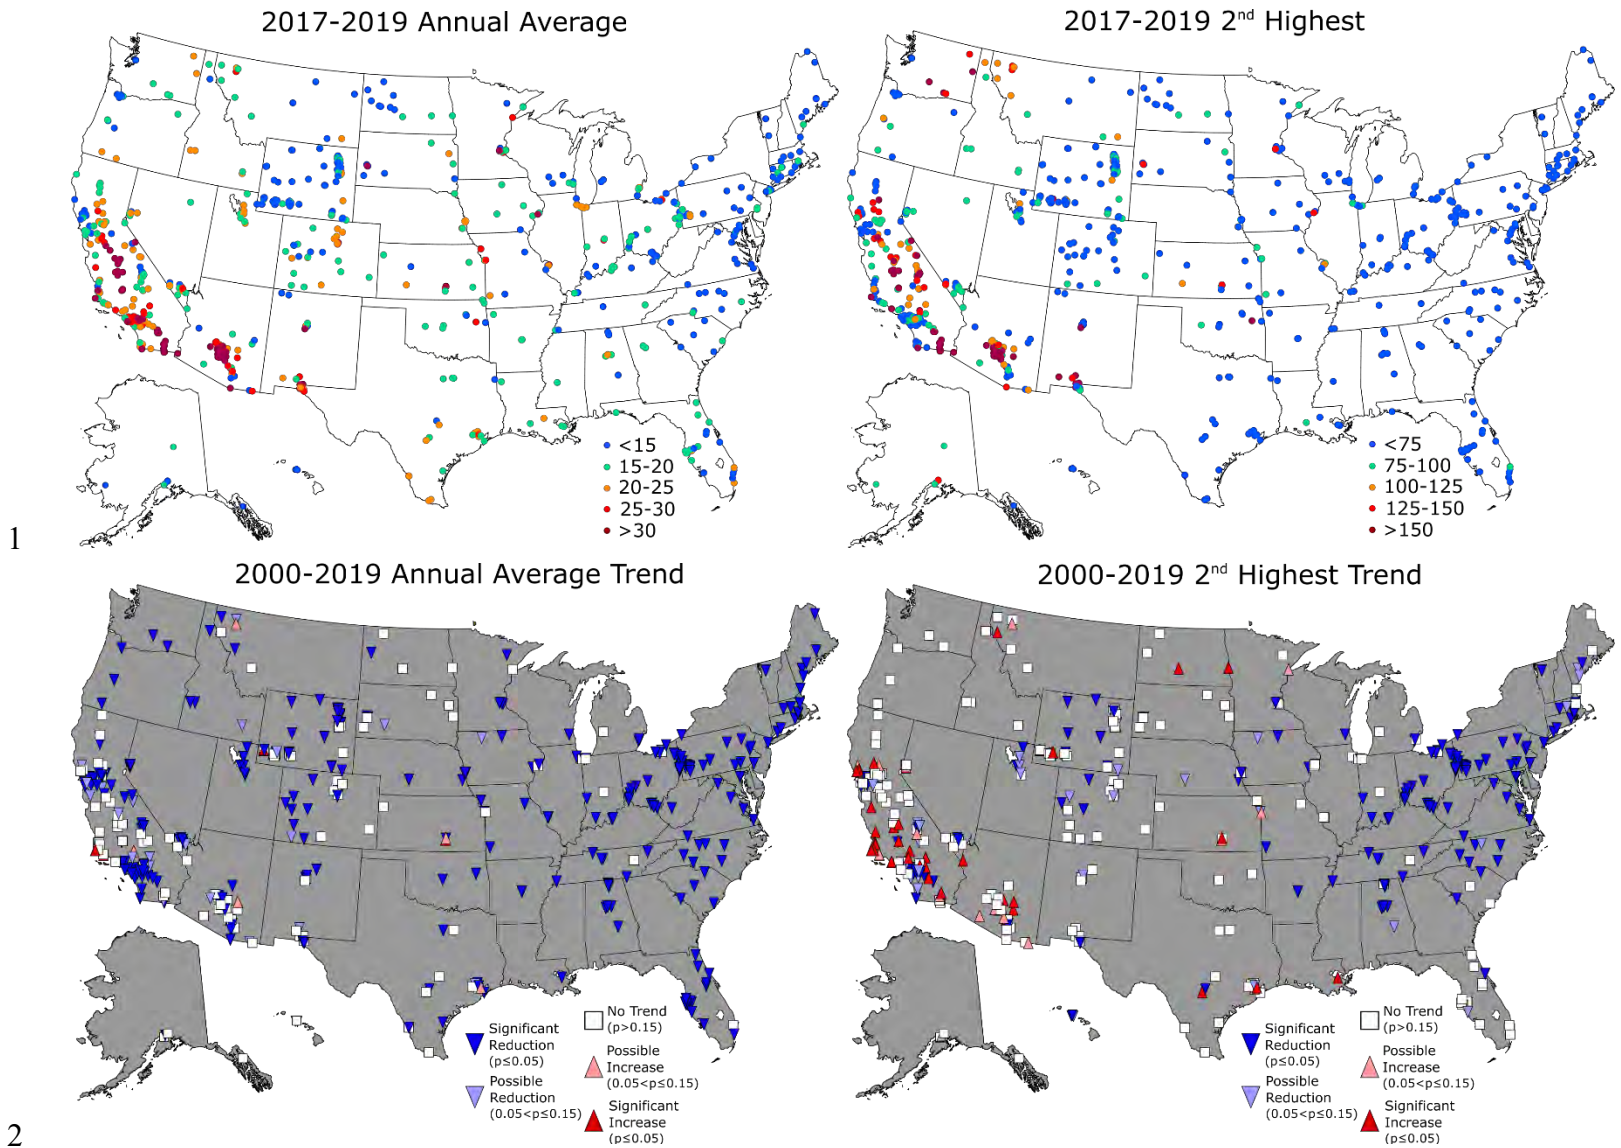 2017-2019 Annual Average
2017-2019 2nd Highest
<15
15-20
20-25
25-30
>30
<75
75-100
100-125
125-150
>150
1
2000-2019 Annual Average Trend
2000-2019 2nd Highest Trend
Significant
Reduction
(p≤0.05)
Possible
Reduction
(0.05<p≤0.15)
No Trend
(p>0.15)
Possible
Increase
(0.05<p≤0.15)
Significant
Increase
(p≤0.05)
Significant
Reduction
(p≤0.05)
Possible
Reduction
(0.05<p≤0.15)
No Trend
(p>0.15)
Possible
Increase
(0.05<p≤0.15)
Significant
Increase
(p≤0.05)
2